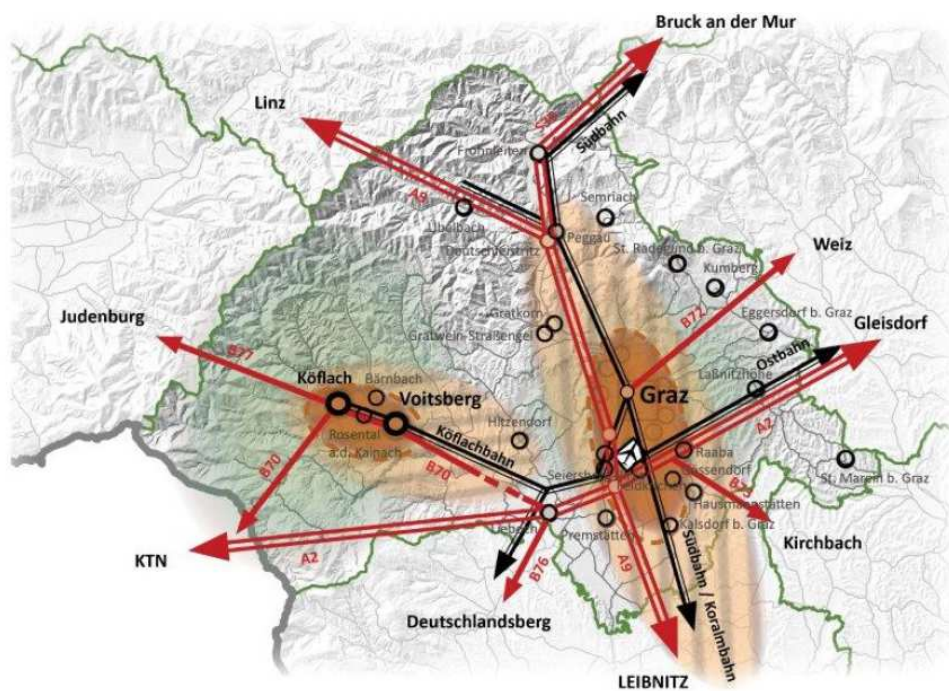 Bruck an der Mur
Linz
S35
Südbahn
Frohnleiten
A9
Semriach
Übelbach
Peggau
Deutschfeistritz
St. Radegund b. Graz
Weiz
Kumberg
B72
Judenburg
Gratkorn
Eggersdorf b. Graz
Gleisdorf
Gratwein-Straßengel
B77
Ostbahn
Köflach
Bärnbach
Laßnitzhöhe
Graz
Voitsberg
A2
Rosental
a.d. Kainach
Hitzendorf
Köflachbahn
Raaba
B70
B70
Seiersberg
Gössendorf
St. Marein b. Graz
Feldkirchen
B73
Hausmannstätten
Lieboch
Premstätten
Kalsdorf b. Graz
Kirchbach
KTN
A2
B76
A9
Südbahn / Koralmbahn
Deutschlandsberg
LEIBNITZ